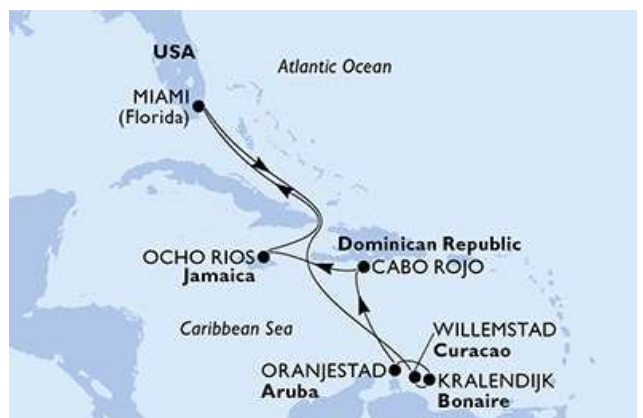 USA
Atlantic Ocean
MIAMI
(Florida)
Dominican Republic
OCHO RIOS
Jamaica
CABO ROJO
Caribbean Sea
WILLEMSTAD
Curacao
ORANJESTAD
Aruba
KRALENDIJK
Bonaire